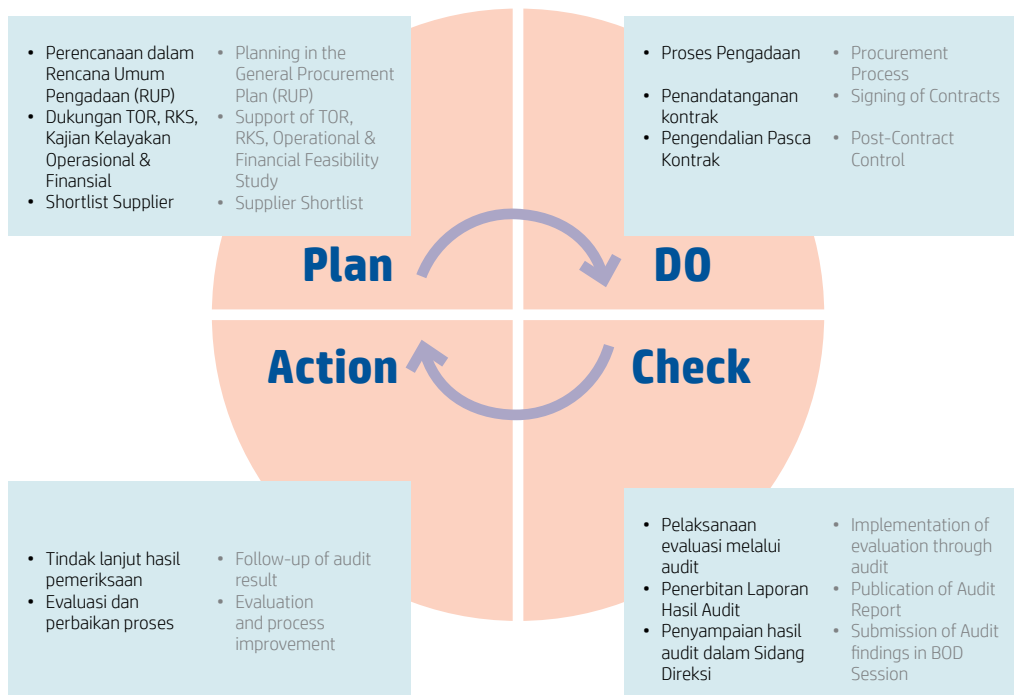 • Perencanaan dalam
Rencana Umum
Pengadaan (RUP)
• Dukungan TOR, RKS,
Kajian Kelayakan
Operasional &
Finansial
• Shortlist Supplier
• Planning in the
General Procurement
Plan (RUP)
• Support of TOR,
RKS, Operational &
Financial Feasibility
Study
• Supplier Shortlist
• Proses Pengadaan
Penandatanganan
kontrak
• Pengendalian Pasca
Kontrak
• Procurement
Process
• Signing of Contracts
• Post-Contract
Control
Plan
DO
Action
Check
• Tindak lanjut hasil
pemeriksaan
• Evaluasi dan
perbaikan proses
• Follow-up of audit
result
• Evaluation
and process
improvement
• Pelaksanaan
evaluasi melalui
audit
• Penerbitan Laporan
Hasil Audit
• Penyampaian hasil
audit dalam Sidang
Direksi
• Implementation of
evaluation through
audit
• Publication of Audit
Report
• Submission of Audit
findings in BOD
Session